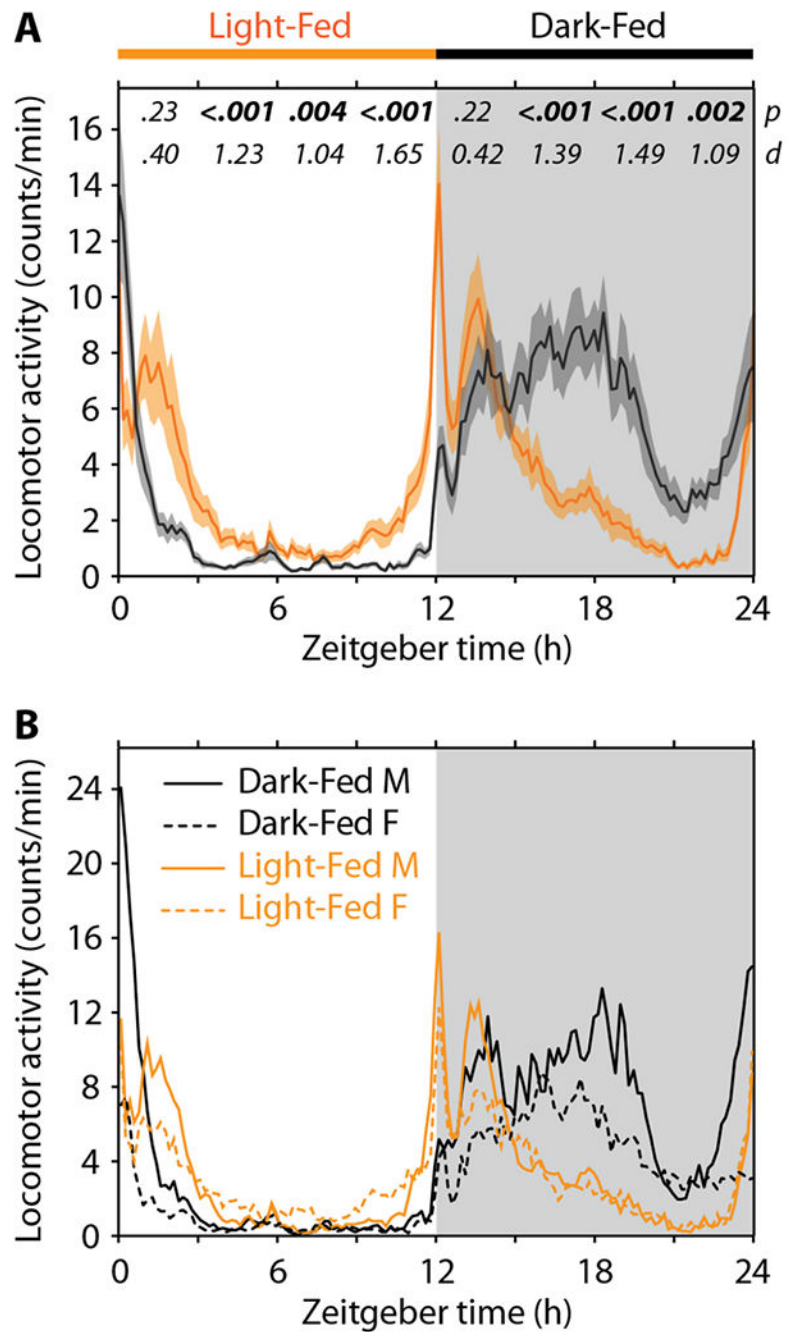 A
Light-Fed Dark-Fed
.23 <.001 .004 <.001 .22 <.001 <.001 .002 p
.40 1.23 1.04 1.65 0.42 1.39 1.49 1.09 d
Locomotor activity (counts/min)
16
14
12
10
8
6
4
2
0
0 6 12 18 24
Zeitgeber time (h)
B
Dark-Fed M
Dark-Fed F
Light-Fed M
Light-Fed F
Locomotor activity (counts/min)
24
20
16
12
8
4
0
0 6 12 18 24
Zeitgeber time (h)